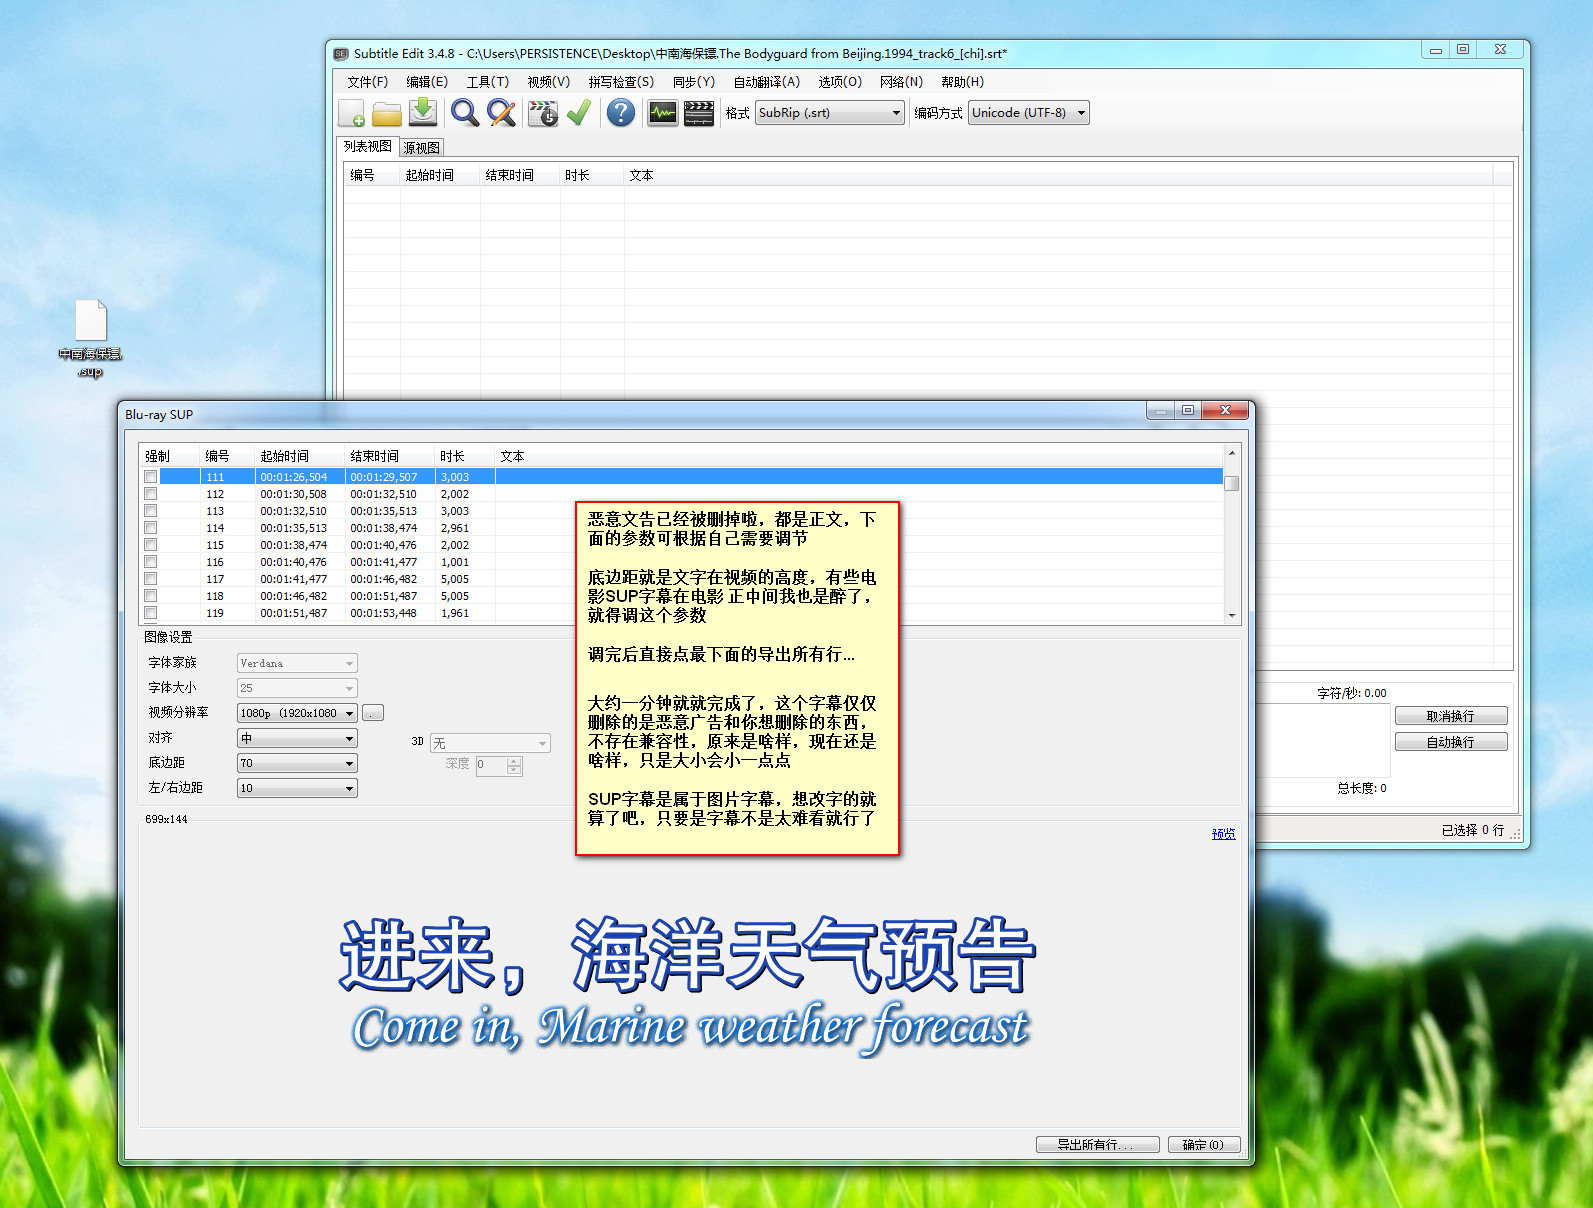 Subtitle Edit 3.4.8 - C:\Users\PERSISTENCE\Desktop\中南海保镖.The Bodyguard from Beijing.1994_track6_[chi].srt*
文件(F) 编辑(E) 工具(T) 视频(V) 拼写检查(S) 同步(Y) 自动翻译(A) 选项(O) 网络(N) 帮助(H)
格式 SubRip (.srt) 编码方式 Unicode (UTF-8)
列表视图 源视图
编号 起始时间 结束时间 时长 文本
中南海保镖
.sup
Blu-ray SUP
强制 编号 起始时间 结束时间 时长 文本
111 00:01:26,504 00:01:29,507 3,003
112 00:01:30,508 00:01:32,510 2,002
113 00:01:32,510 00:01:35,513 3,003
114 00:01:35,513 00:01:38,474 2,961
115 00:01:38,474 00:01:40,476 2,002
116 00:01:40,476 00:01:41,477 1,001
117 00:01:41,477 00:01:46,482 5,005
118 00:01:46,482 00:01:51,487 5,005
119 00:01:51,487 00:01:53,448 1,961
恶意文告已经被删掉啦，都是正文，下
面的参数可根据自己需要调节
底边距就是文字在视频的高度，有些电
影SUP字幕在电影 正中间我也是醉了，
就得调这个参数
调完后直接点最下面的导出所有行...
大约一分钟就就完成了，这个字幕仅仅
删除的是恶意广告和你想删除的东西，
不存在兼容性，原来是啥样，现在还是
啥样，只是大小会小一点点
SUP字幕是属于图片字幕，想改字的就
算了吧，只要是字幕不是太难看就行了
图像设置
字体家族 Verdana
字体大小 25
视频分辨率 1080p (1920x1080 .
对齐 中
3D 无
底边距 70
深度 0
左/右边距 10
字符/秒: 0.00
取消换行
自动换行
总长度: 0
已选择 0 行
699x144
预览
进来，海洋天气预告
Come in, Marine weather forecast
导出所有行... 确定(O)